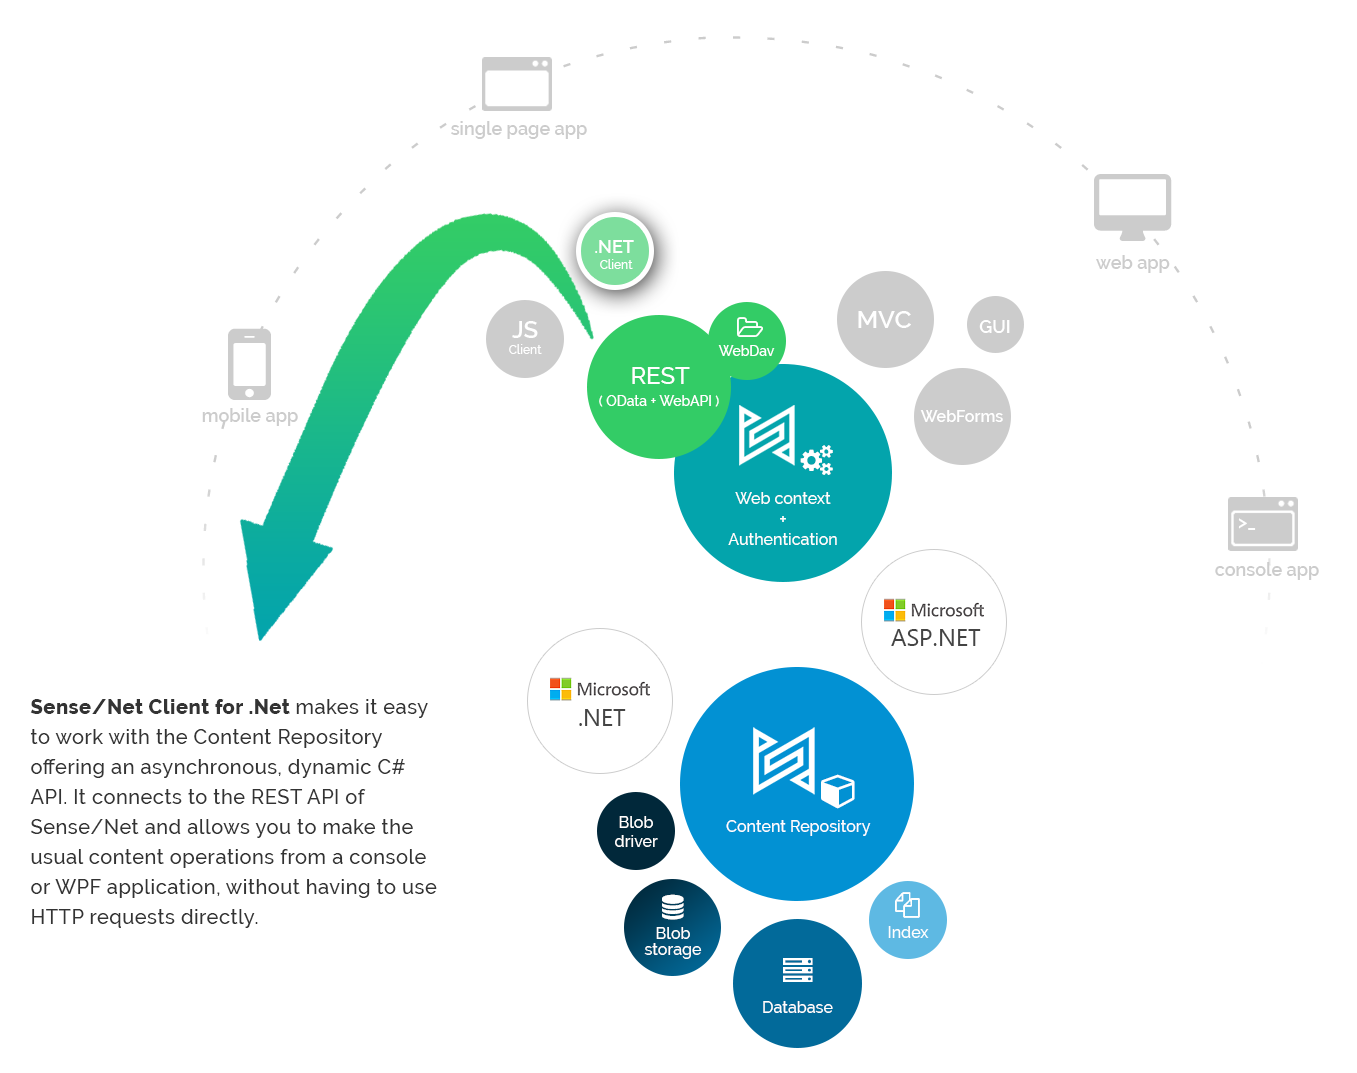 single page app
web app
.NET
Client
JS
Client
MVC
GUI
WebDav
REST
( OData + WebAPI )
WebForms
mobile app
Web context
+
Authentication
>_
console app
Microsoft
ASP.NET
Microsoft
.NET
Sense/Net Client for .Net makes it easy
to work with the Content Repository
offering an asynchronous, dynamic C#
API. It connects to the REST API of
Sense/Net and allows you to make the
usual content operations from a console
or WPF application, without having to use
HTTP requests directly.
Content Repository
Blob
driver
Blob
storage
Index
Database